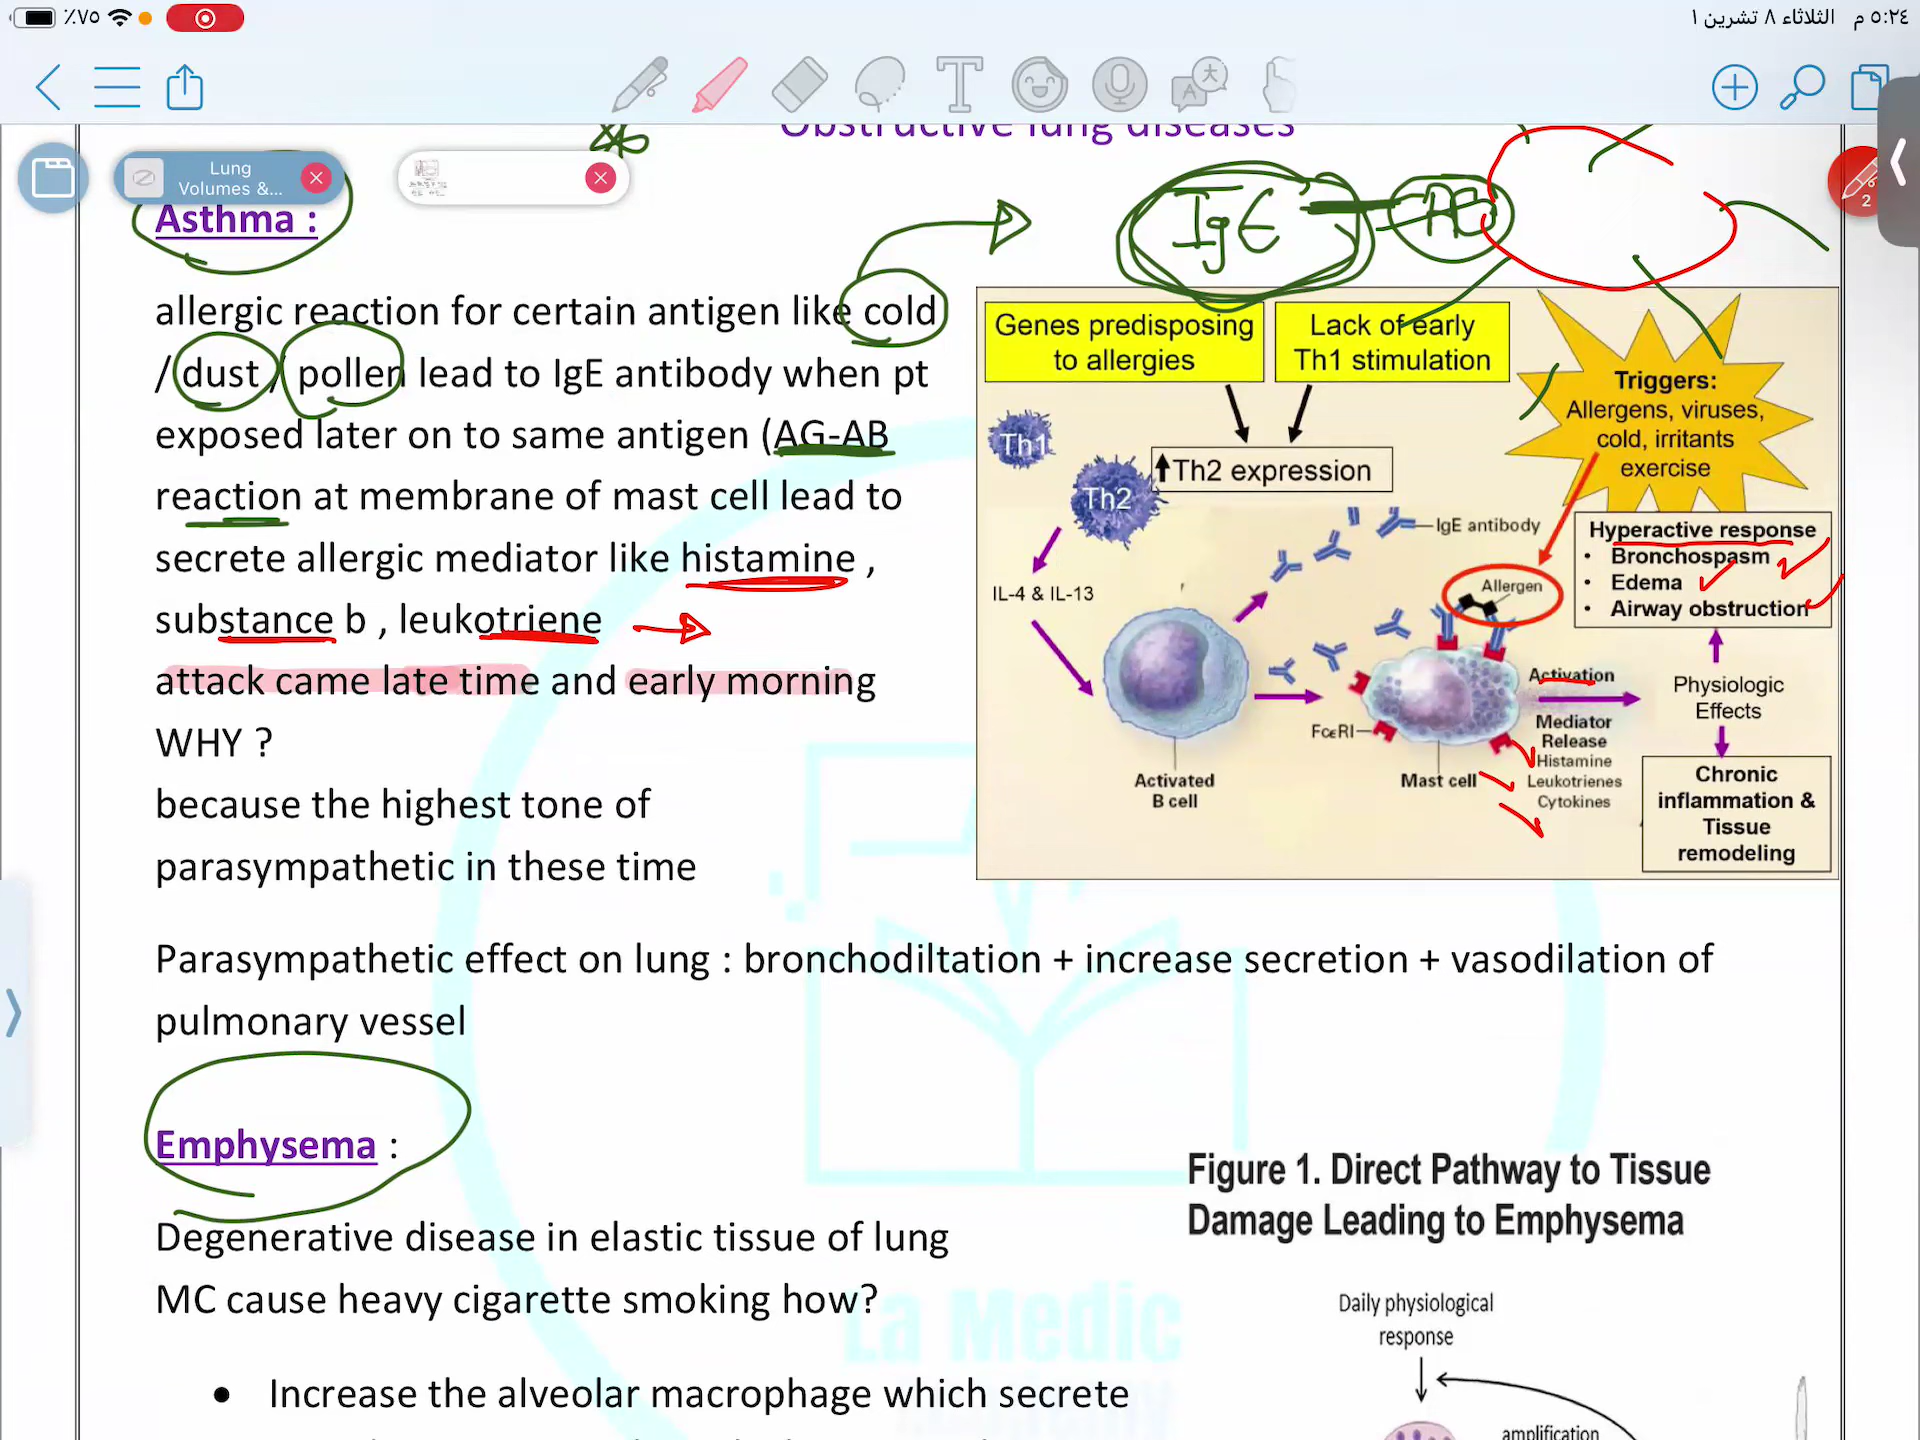 ٪٧٥
٥:٢٤ م الثلاثاء ٨ تشرين ١
Obstructive lung diseases
Lung
Volumes &...
2
Asthma :
IgE
allergic reaction for certain antigen like cold
/ dust / pollen lead to IgE antibody when pt
exposed later on to same antigen (AG-AB
reaction at membrane of mast cell lead to
secrete allergic mediator like histamine ,
substance b , leukotriene
attack came late time and early morning
WHY ?
because the highest tone of
parasympathetic in these time
Genes predisposing
to allergies
Lack of early
Th1 stimulation
Triggers:
Allergens, viruses,
cold, irritants
exercise
Th1
Th2
Th2 expression
IgE antibody
IL-4 & IL-13
Allergen
Hyperactive response
• Bronchospasm
• Edema
• Airway obstruction
Activation
Physiologic
Effects
FcεRI
Mediator
Release
Histamine
Leukotrienes
Cytokines
Mast cell
Activated
B cell
Chronic
inflammation &
Tissue
remodeling
Parasympathetic effect on lung : bronchodiltation + increase secretion + vasodilation of
pulmonary vessel
Emphysema :
Degenerative disease in elastic tissue of lung
MC cause heavy cigarette smoking how?
• Increase the alveolar macrophage which secrete
Figure 1. Direct Pathway to Tissue
Damage Leading to Emphysema
Daily physiological
response
amplification
La Medic